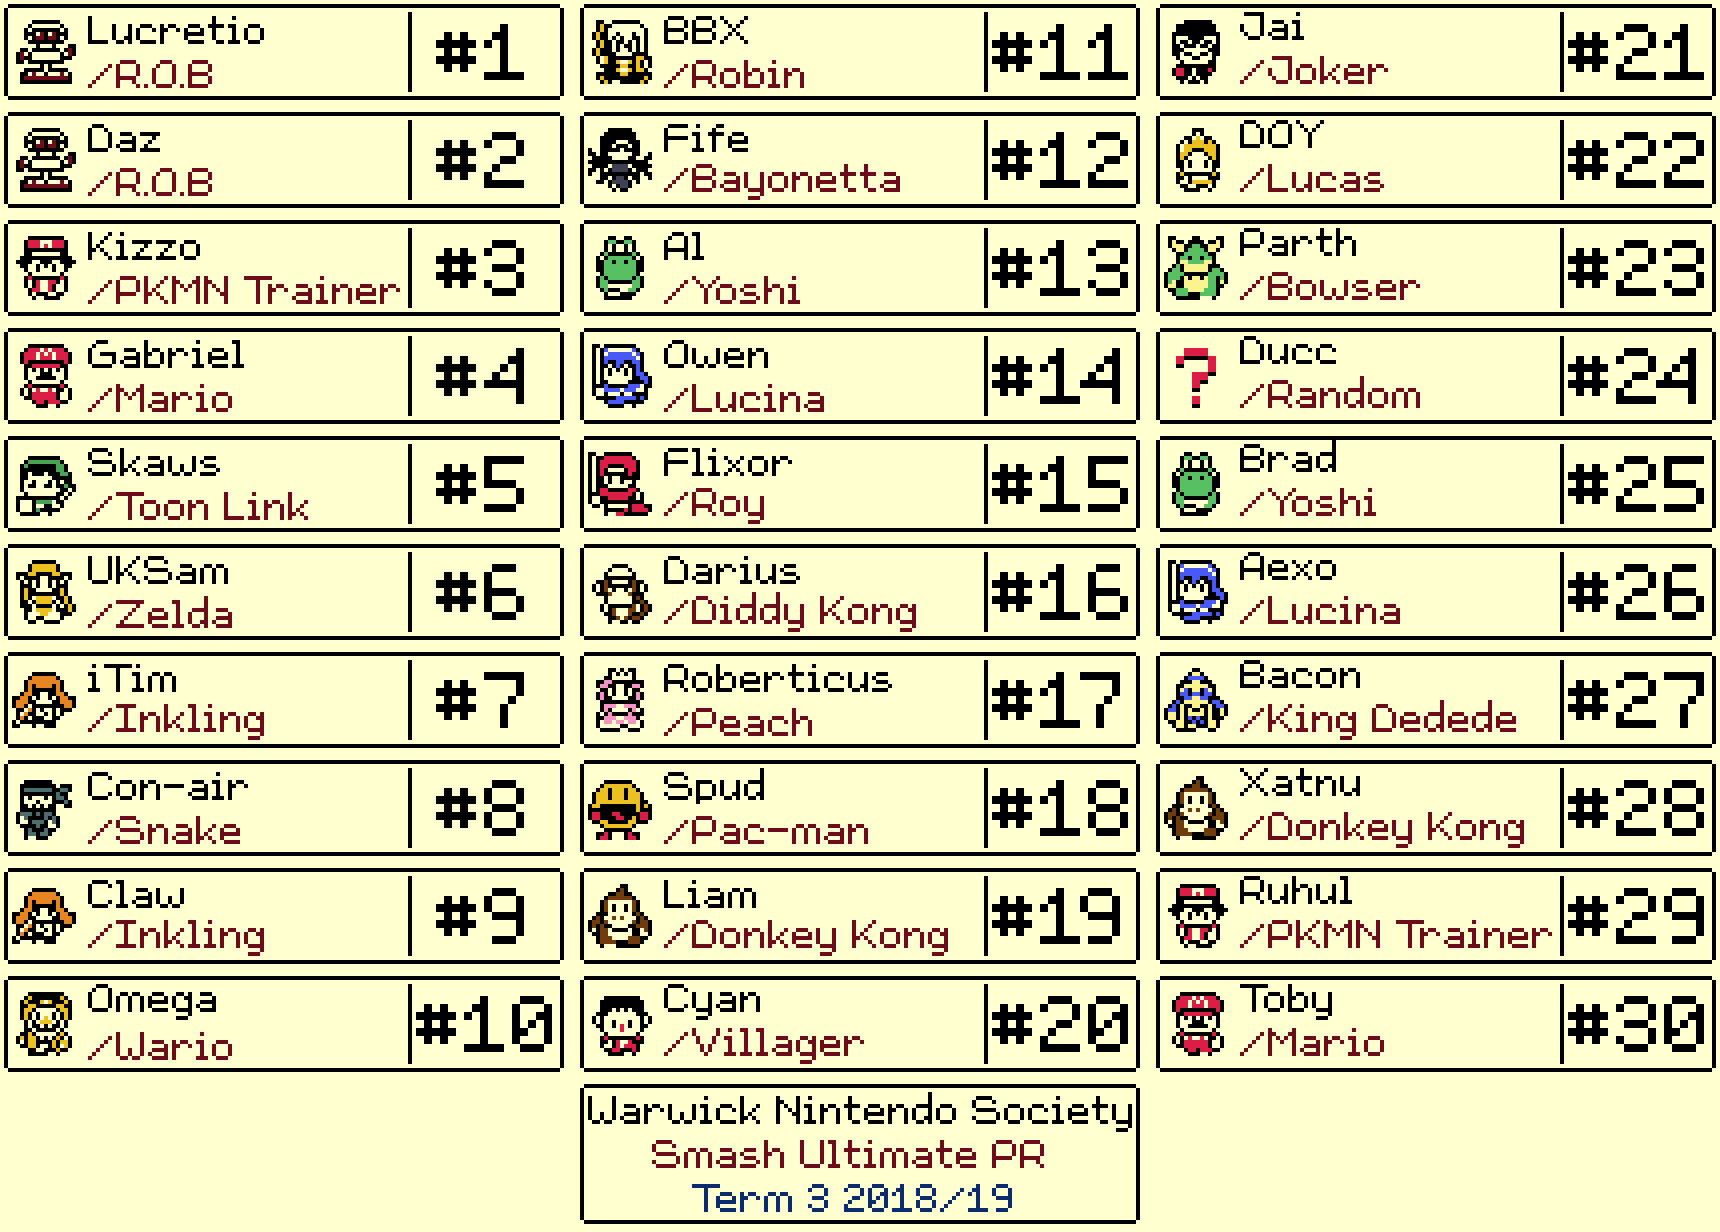 Lucretio
/R.O.B
#1
Daz
/R.O.B
#2
Kizzo
/PKMN Trainer
#3
Gabriel
/Mario
#4
Skaws
/Toon Link
#5
UKSam
/Zelda
#6
iTim
/Inkling
#7
Con-air
/Snake
#8
Claw
/Inkling
#9
Omega
/Wario
#10
BBX
/Robin
#11
Fife
/Bayonetta
#12
Al
/Yoshi
#13
Owen
/Lucina
#14
Flixor
/Roy
#15
Darius
/Diddy Kong
#16
Roberticus
/Peach
#17
Spud
/Pac-man
#18
Liam
/Donkey Kong
#19
Cyan
/Villager
#20
Jai
/Joker
#21
DOY
/Lucas
#22
Parth
/Bowser
#23
Ducc
/Random
#24
Brad
/Yoshi
#25
Aexo
/Lucina
#26
Bacon
/King Dedede
#27
Xatnu
/Donkey Kong
#28
Ruhul
/PKMN Trainer
#29
Toby
/Mario
#30
Warwick Nintendo Society
Smash Ultimate PR
Term 3 2018/19